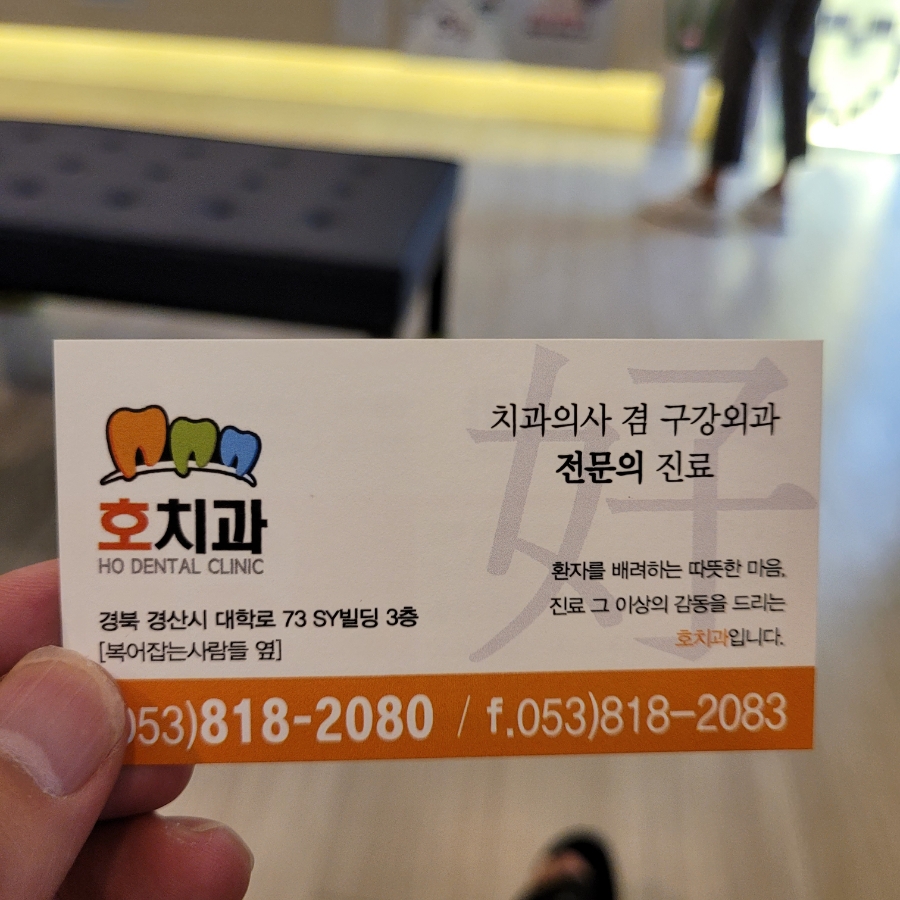 호치과
HO DENTAL CLINIC
경북 경산시 대학로 73 SY빌딩 3층
[복어잡는사람들 옆]
好
치과의사 겸 구강외과
전문의 진료
환자를 배려하는 따뜻한 마음,
진료 그 이상의 감동을 드리는
호치과입니다.
053)818-2080 / f.053)818-2083